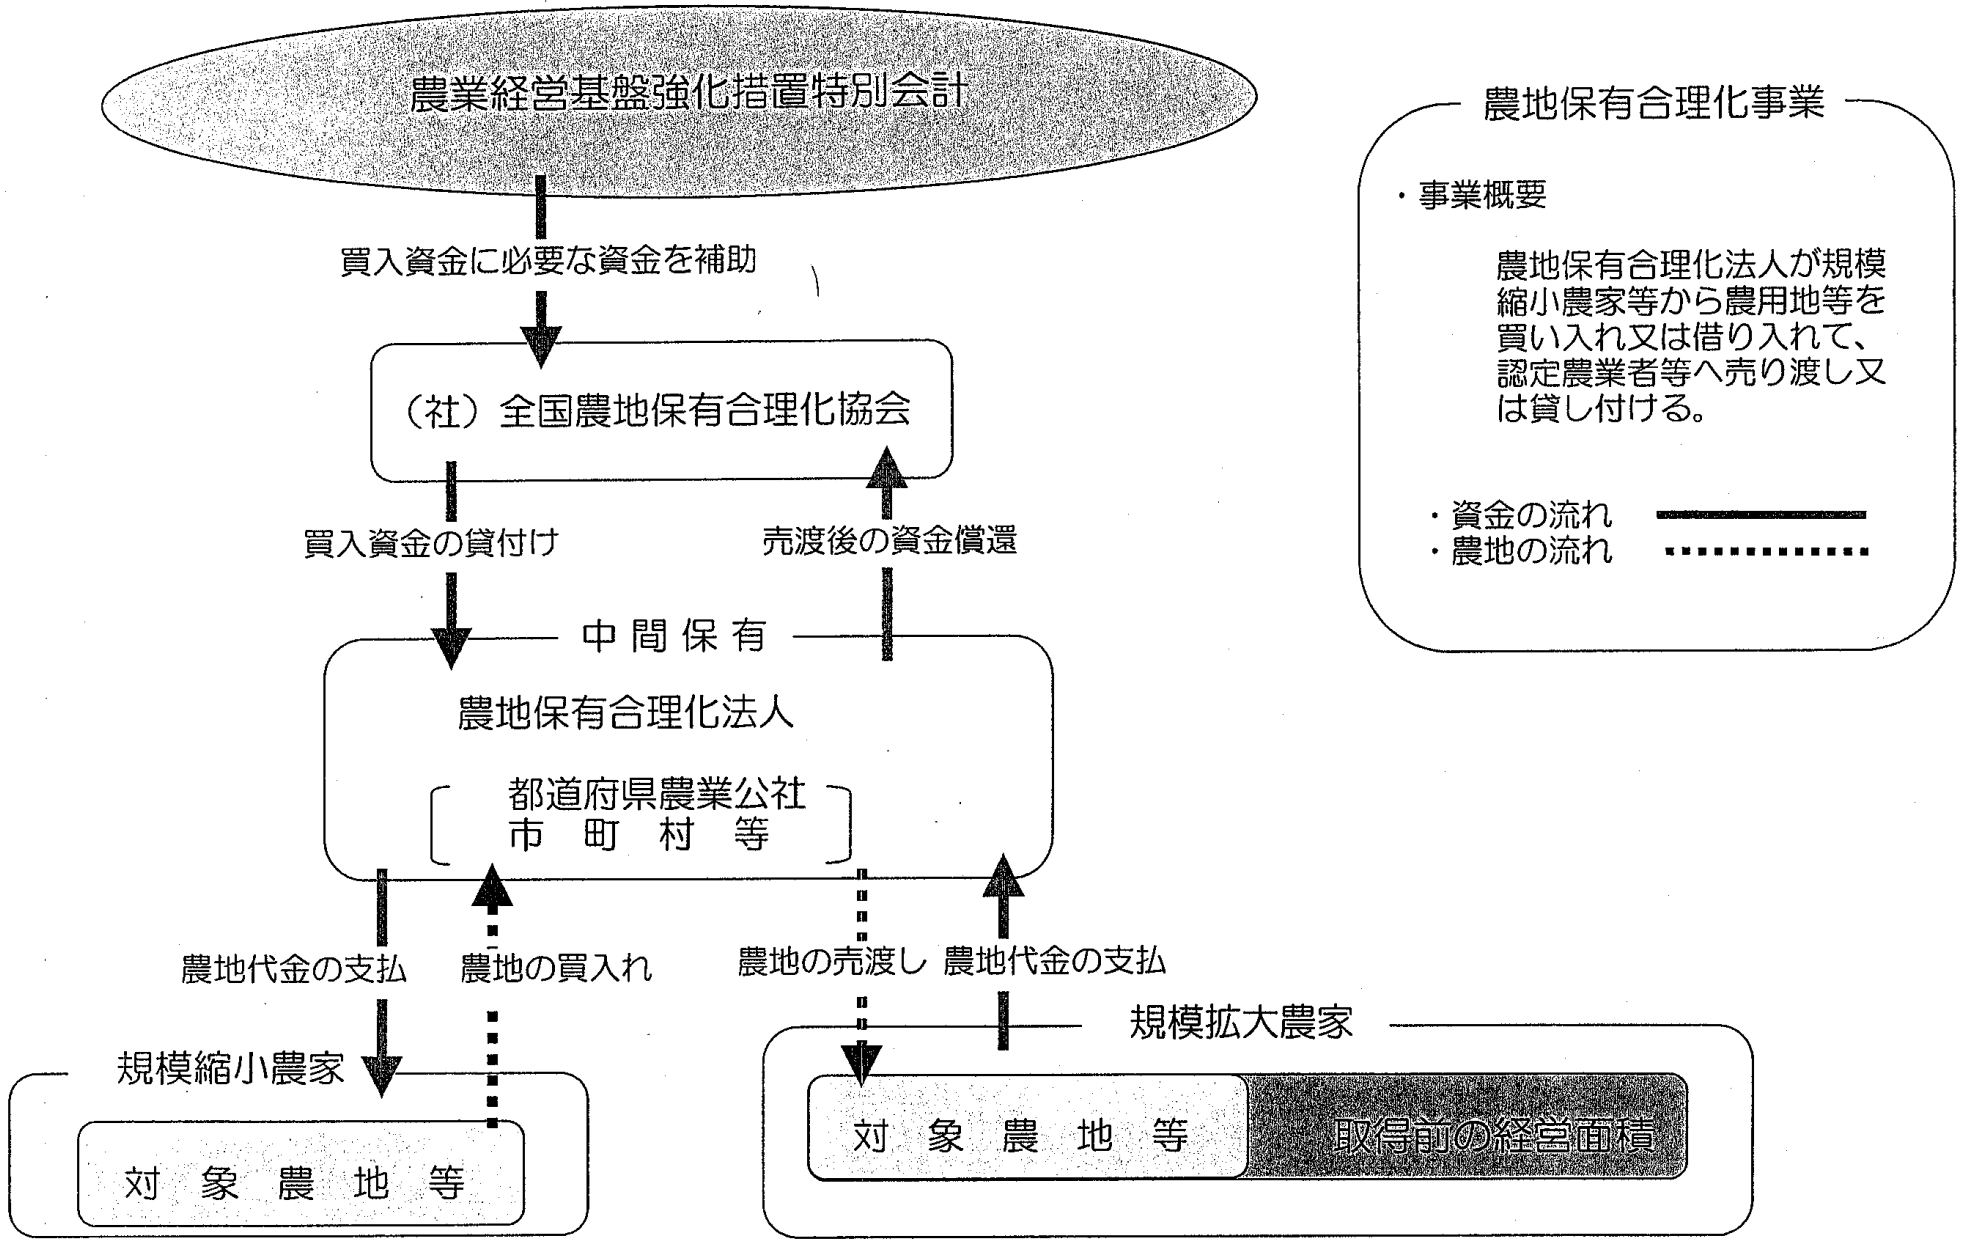 農業経営基盤強化措置特別会計
買入資金に必要な資金を補助
（社）全国農地保有合理化協会
買入資金の貸付け
売渡後の資金償還
中間保有
農地保有合理化法人
都道府県農業公社
市町村等
農地代金の支払
農地の買入れ
農地の売渡し
農地代金の支払
規模縮小農家
対象農地等
規模拡大農家
対象農地等
取得前の経営面積
農地保有合理化事業
・事業概要
農地保有合理化法人が規模
縮小農家等から農用地等を
買い入れ又は借り入れて、
認定農業者等へ売り渡し又
は貸し付ける。
・資金の流れ
・農地の流れ